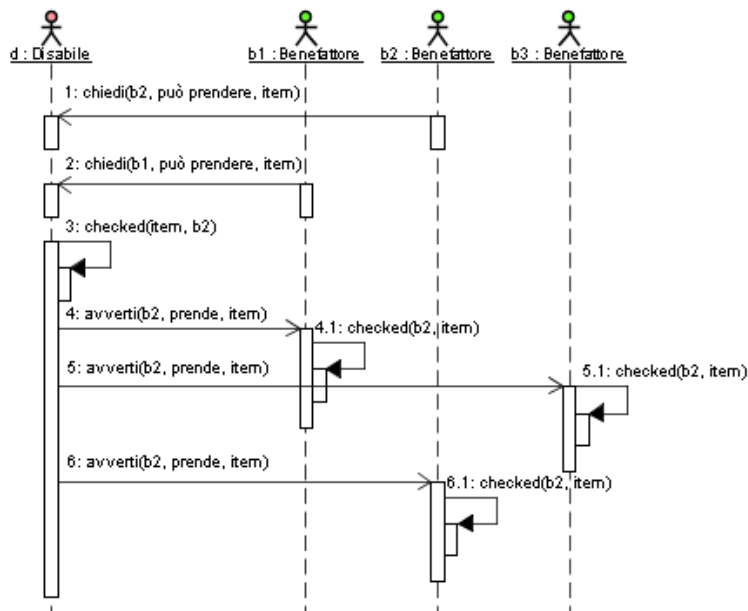 d : Disabile
b1 : Benefattore
b2 : Benefattore
b3 : Benefattore
1: chiedi(b2, può prendere, item)
2: chiedi(b1, può prendere, item)
3: checked(item, b2)
4: avverti(b2, prende, item)
4.1: checked(b2, item)
5: avverti(b2, prende, item)
5.1: checked(b2, item)
6: avverti(b2, prende, item)
6.1: checked(b2, item)